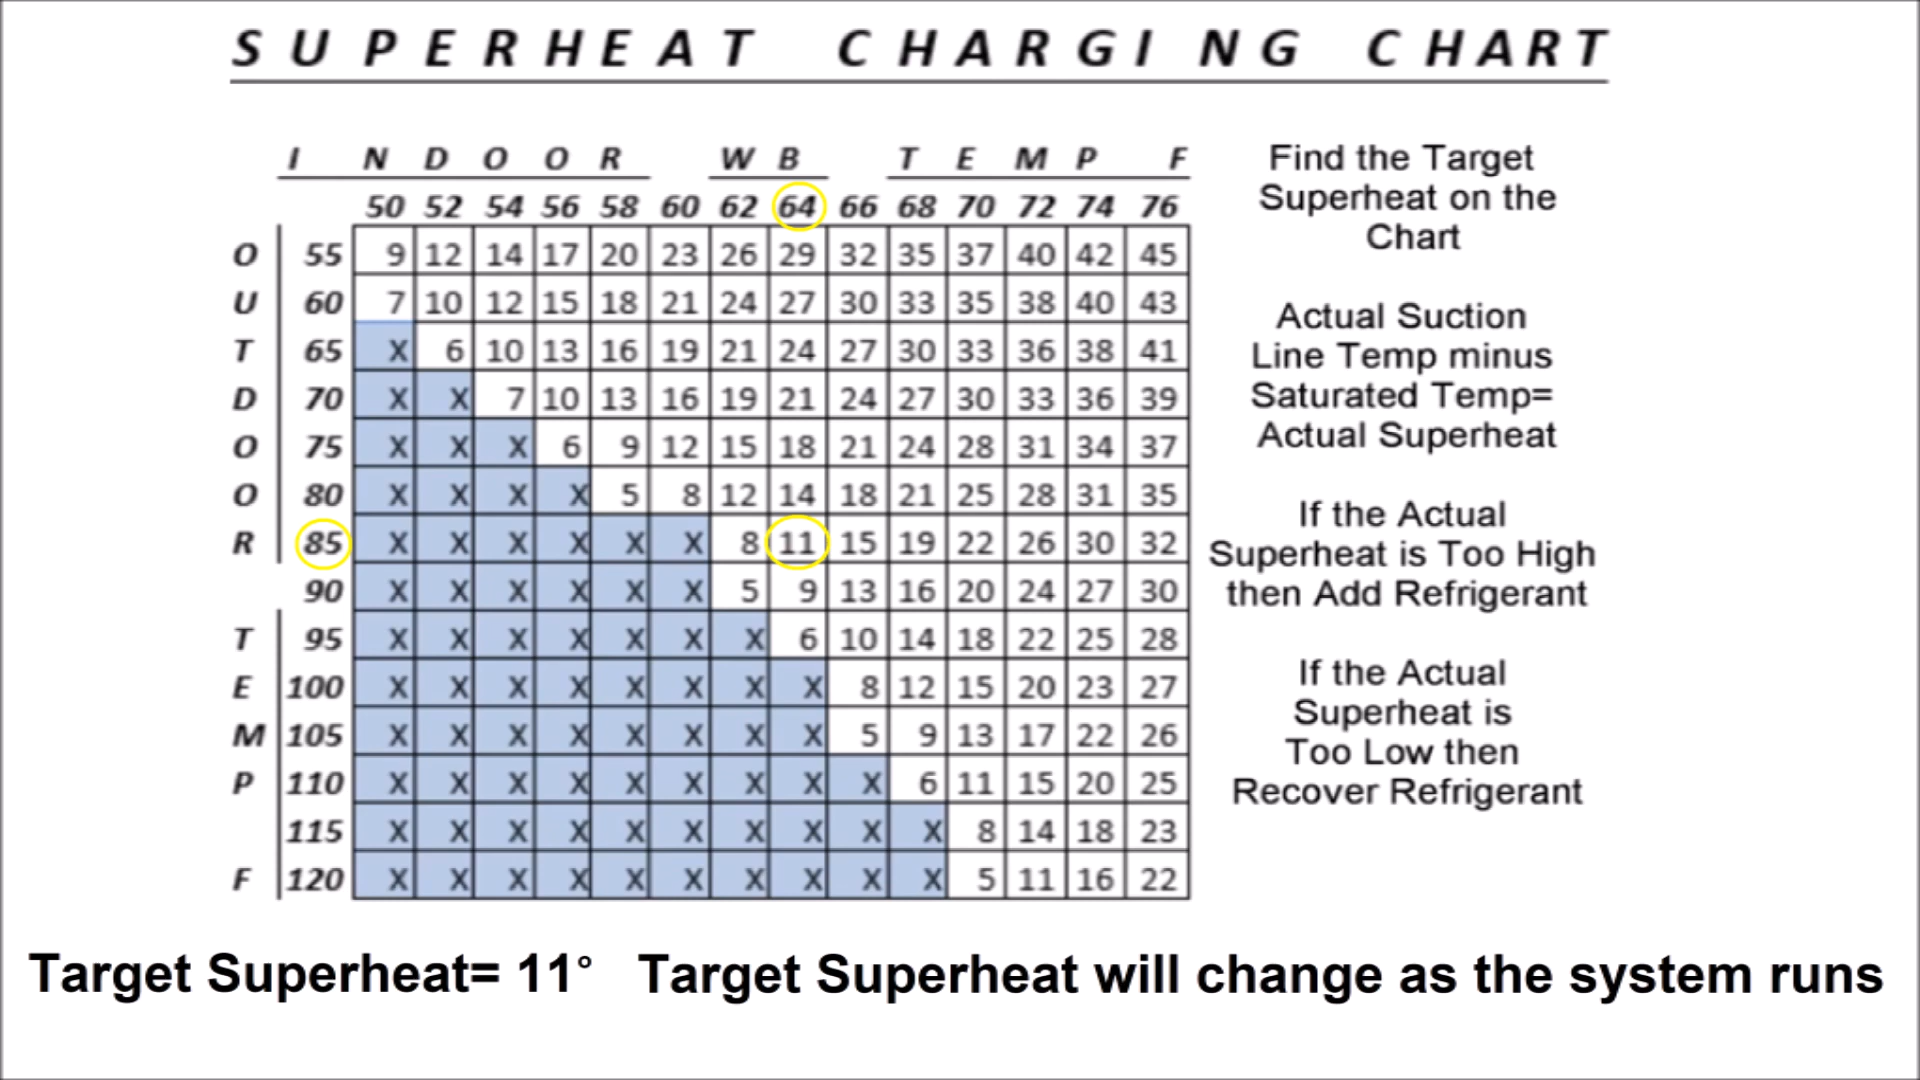 SUPERHEAT CHARGING CHART
INDOOR WB TEMP F
50 52 54 56 58 60 62 64 66 68 70 72 74 76
O 55 9 12 14 17 20 23 26 29 32 35 37 40 42 45
U 60 7 10 12 15 18 21 24 27 30 33 35 38 40 43
T 65 X 6 10 13 16 19 21 24 27 30 33 36 38 41
D 70 X X 7 10 13 16 19 21 24 27 30 33 36 39
O 75 X X X 6 9 12 15 18 21 24 28 31 34 37
O 80 X X X X 5 8 12 14 18 21 25 28 31 35
R 85 X X X X X X 8 11 15 19 22 26 30 32
90 X X X X X X 5 9 13 16 20 24 27 30
T 95 X X X X X X X 6 10 14 18 22 25 28
E 100 X X X X X X X X 8 12 15 20 23 27
M 105 X X X X X X X X 5 9 13 17 22 26
P 110 X X X X X X X X X 6 11 15 20 25
115 X X X X X X X X X X 8 14 18 23
F 120 X X X X X X X X X X 5 11 16 22
Find the Target
Superheat on the
Chart
Actual Suction
Line Temp minus
Saturated Temp=
Actual Superheat
If the Actual
Superheat is Too High
then Add Refrigerant
If the Actual
Superheat is
Too Low then
Recover Refrigerant
Target Superheat= 11° Target Superheat will change as the system runs